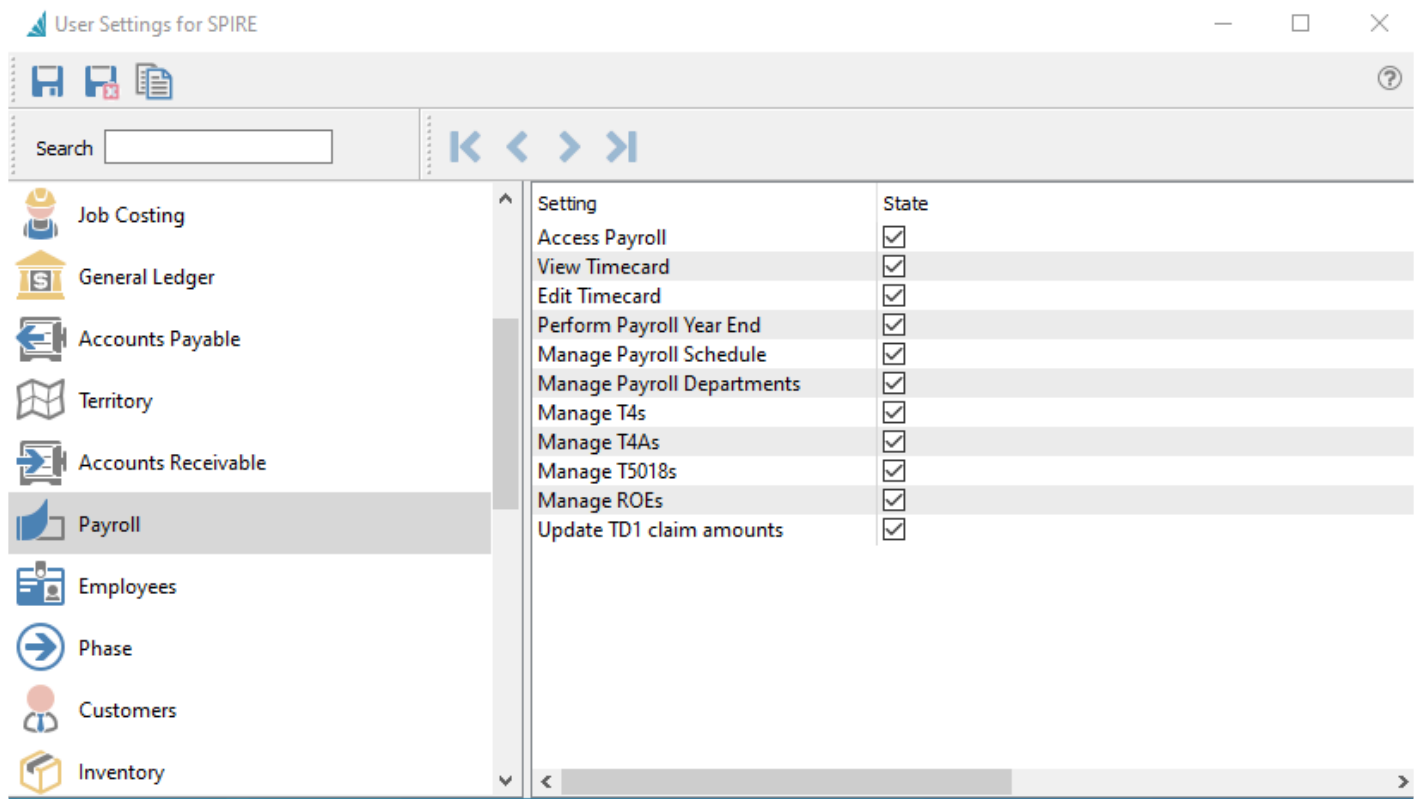 User Settings for SPIRE
Search
Job Costing
General Ledger
Accounts Payable
Territory
Accounts Receivable
Payroll
Employees
Phase
Customers
Inventory
Setting State
Access Payroll
View Timecard
Edit Timecard
Perform Payroll Year End
Manage Payroll Schedule
Manage Payroll Departments
Manage T4s
Manage T4As
Manage T5018s
Manage ROEs
Update TD1 claim amounts